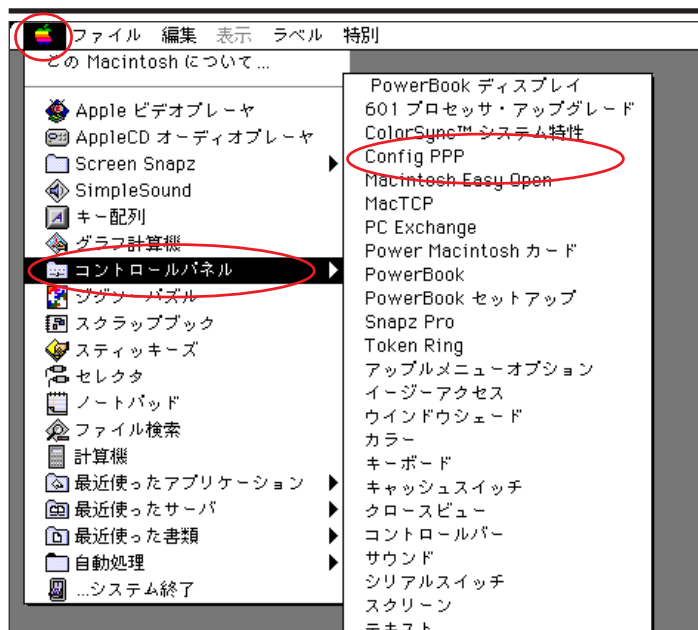 ファイル 編集 表示 ラベル 特別
この Macintosh について...
Apple ビデオプレーヤ
AppleCD オーディオプレーヤ
Screen Snapz
SimpleSound
キー配列
グラフ計算機
コントロールパネル
ジグソーパズル
スクラップブック
スティッキーズ
セレクタ
ノートパッド
ファイル検索
計算機
最近使ったアプリケーション
最近使ったサーバ
最近使った書類
自動処理
...システム終了
PowerBook ディスプレイ
601 プロセッサ・アップグレード
ColorSync™ システム特性
Config PPP
Macintosh Easy Open
MacTCP
PC Exchange
Power Macintosh カード
PowerBook
PowerBook セットアップ
Snapz Pro
Token Ring
アップルメニューオプション
イージーアクセス
ウインドウシェード
カラー
キーボード
キャッシュスイッチ
クロースビュー
コントロールバー
サウンド
シリアルスイッチ
スクリーン
テキスト